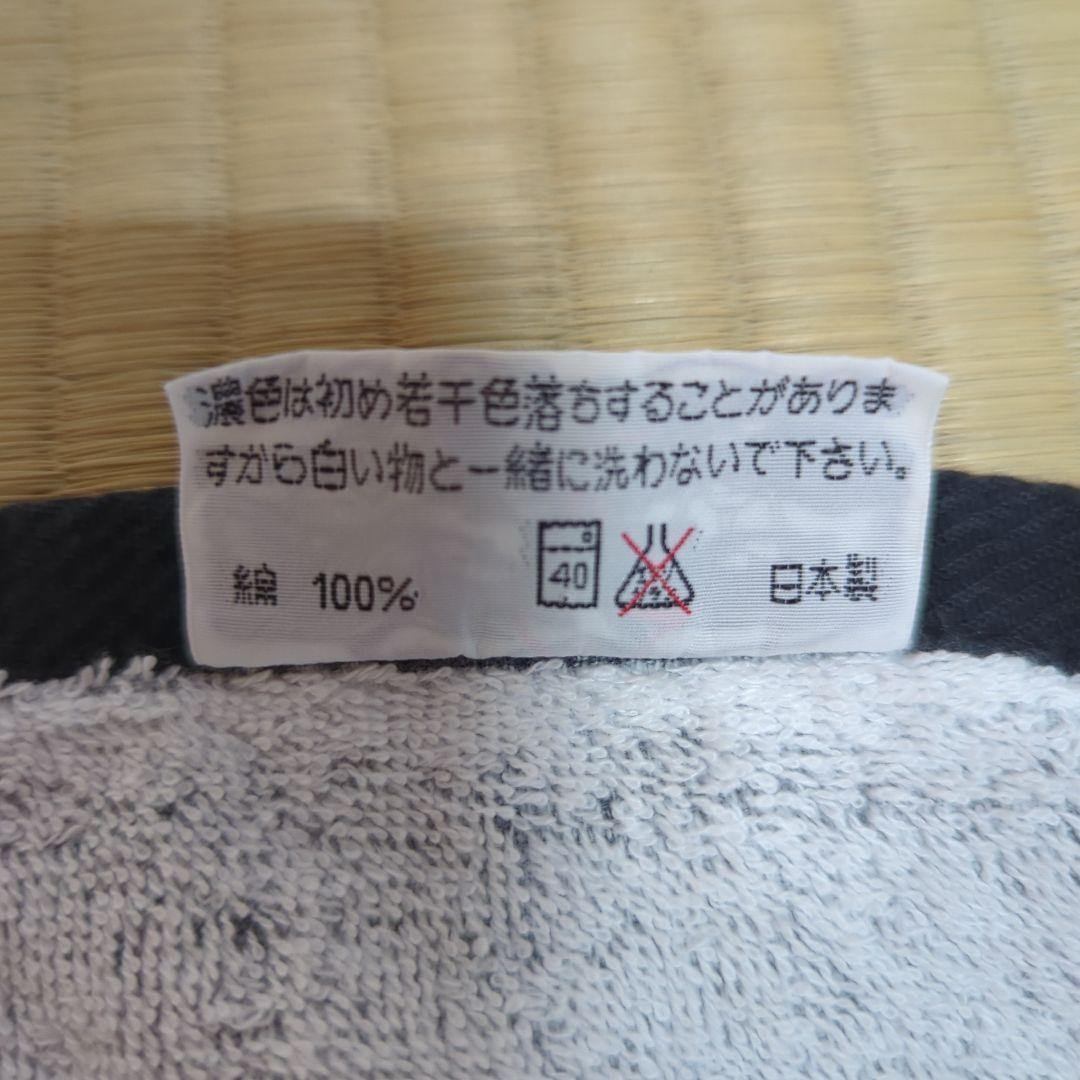 濃色は初め若干色落ちすることがありま
すから白い物と一緒に洗わないで下さい。
綿 100% 40 日本製